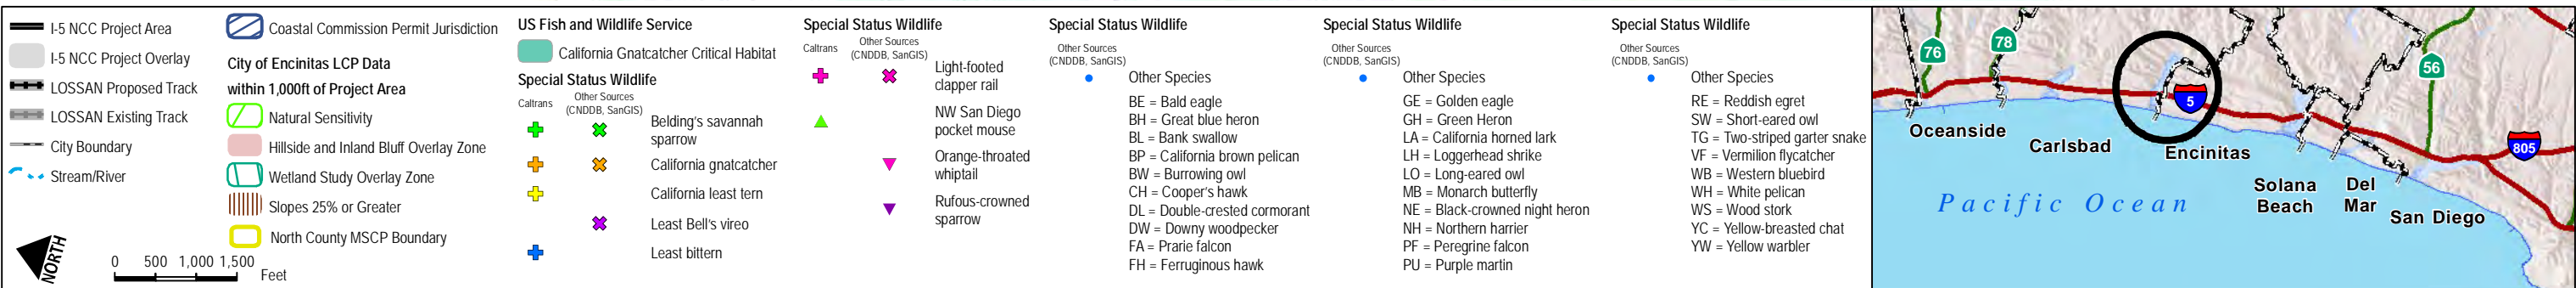 I-5 NCC Project Area
I-5 NCC Project Overlay
LOSSAN Proposed Track
LOSSAN Existing Track
City Boundary
Stream/River
NORTH
0 500 1,000 1,500
Feet
Coastal Commission Permit Jurisdiction
City of Encinitas LCP Data
within 1,000ft of Project Area
Natural Sensitivity
Hillside and Inland Bluff Overlay Zone
Wetland Study Overlay Zone
Slopes 25% or Greater
North County MSCP Boundary
US Fish and Wildlife Service
California Gnatcatcher Critical Habitat
Special Status Wildlife
Caltrans
Other Sources
(CNDDB, SanGIS)
Belding's savannah
sparrow
California gnatcatcher
California least tern
Least Bell's vireo
Least bittern
Special Status Wildlife
Caltrans
Other Sources
(CNDDB, SanGIS)
Light-footed
clapper rail
NW San Diego
pocket mouse
Orange-throated
whiptail
Rufous-crowned
sparrow
Special Status Wildlife
Other Sources
(CNDDB, SanGIS)
Other Species
BE = Bald eagle
BH = Great blue heron
BL = Bank swallow
BP = California brown pelican
BW = Burrowing owl
CH = Cooper's hawk
DL = Double-crested cormorant
DW = Downy woodpecker
FA = Prarie falcon
FH = Ferruginous hawk
Special Status Wildlife
Other Sources
(CNDDB, SanGIS)
Other Species
GE = Golden eagle
GH = Green Heron
LA = California horned lark
LH = Loggerhead shrike
LO = Long-eared owl
MB = Monarch butterfly
NE = Black-crowned night heron
NH = Northern harrier
PF = Peregrine falcon
PU = Purple martin
Special Status Wildlife
Other Sources
(CNDDB, SanGIS)
Other Species
RE = Reddish egret
SW = Short-eared owl
TG = Two-striped garter snake
VF = Vermilion flycatcher
WB = Western bluebird
WH = White pelican
WS = Wood stork
YC = Yellow-breasted chat
YW = Yellow warbler
76
78
56
5
805
Oceanside
Carlsbad
Encinitas
Solana
Beach
Del
Mar
San Diego
Pacific Ocean